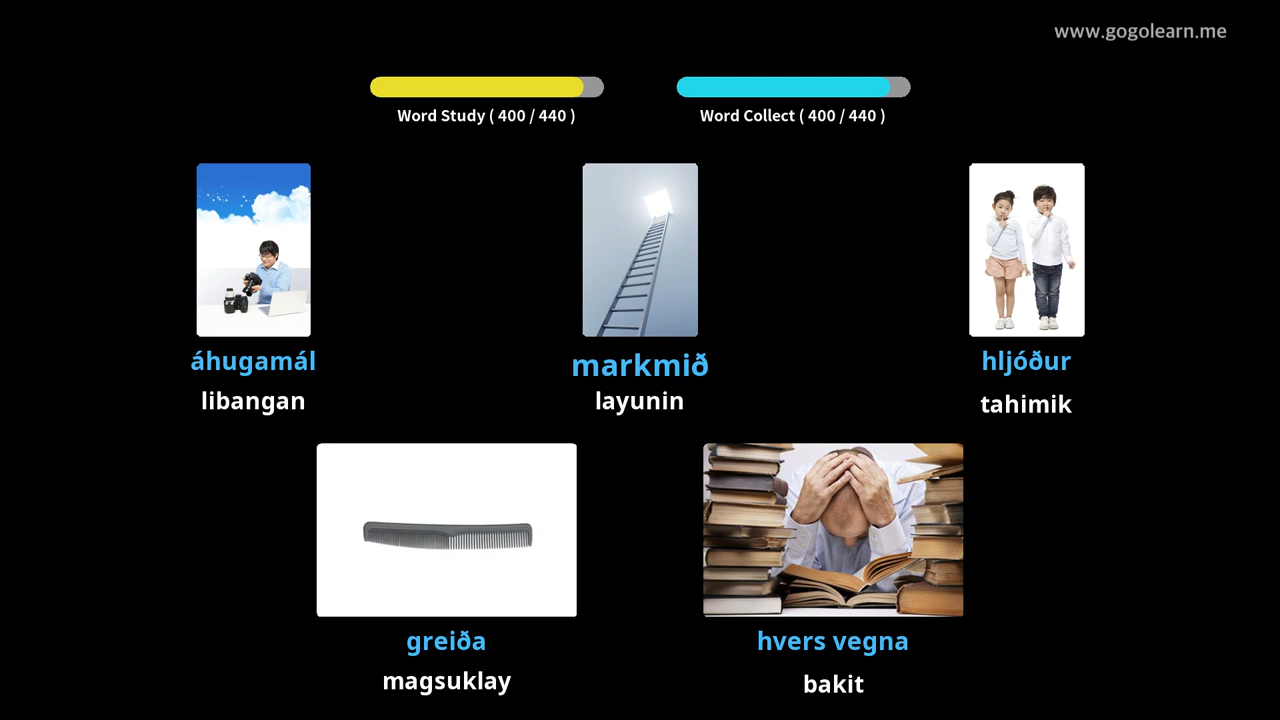 www.gogolearn.me
Word Study ( 400 / 440 )
Word Collect ( 400 / 440 )
áhugamál
libangan
markmið
layunin
hljóður
tahimik
greiða
magsuklay
hvers vegna
bakit